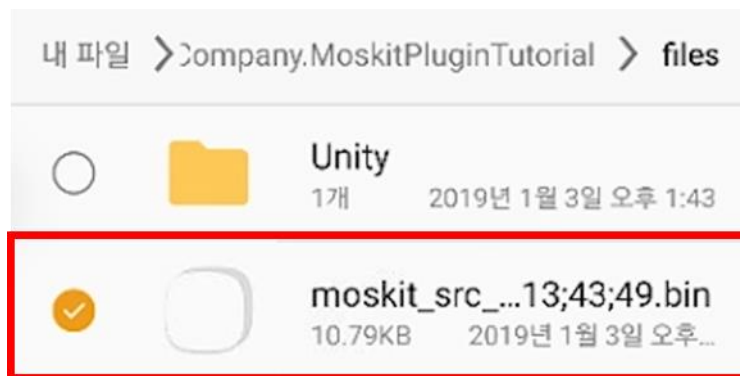 내 파일 > Company.MoskitPluginTutorial > files
Unity
1개 2019년 1월 3일 오후 1:43
moskit_src_...13;43;49.bin
10.79KB 2019년 1월 3일 오후...